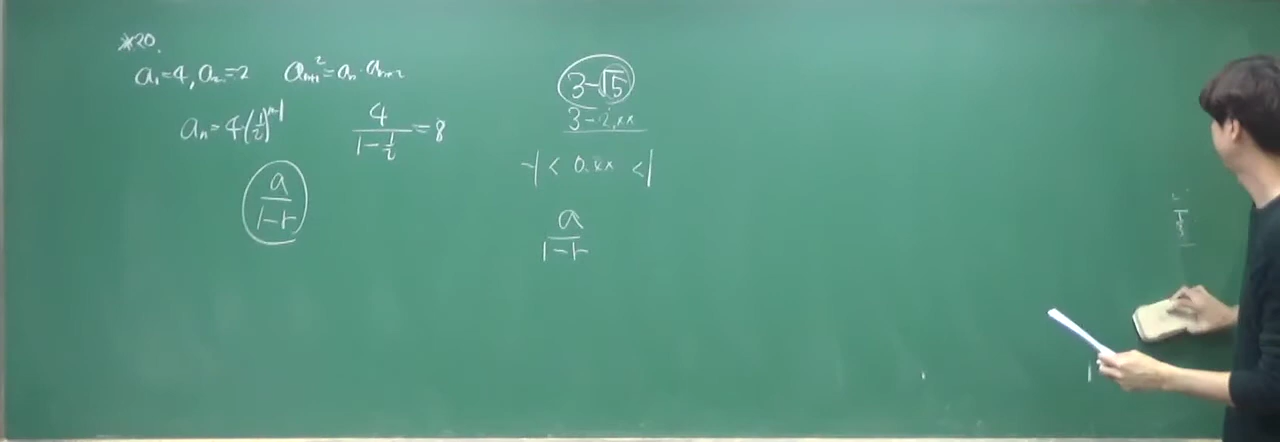 *20.
a₁=4, a₂=2 aₙ₊₁²=aₙ·aₙ₊₂
aₙ=4(1/2)ⁿ⁻¹ 4/(1-1/2)=8
a/(1-r)
3-√5
3-2.xx
-1< 0.xx <1
a/(1-r)